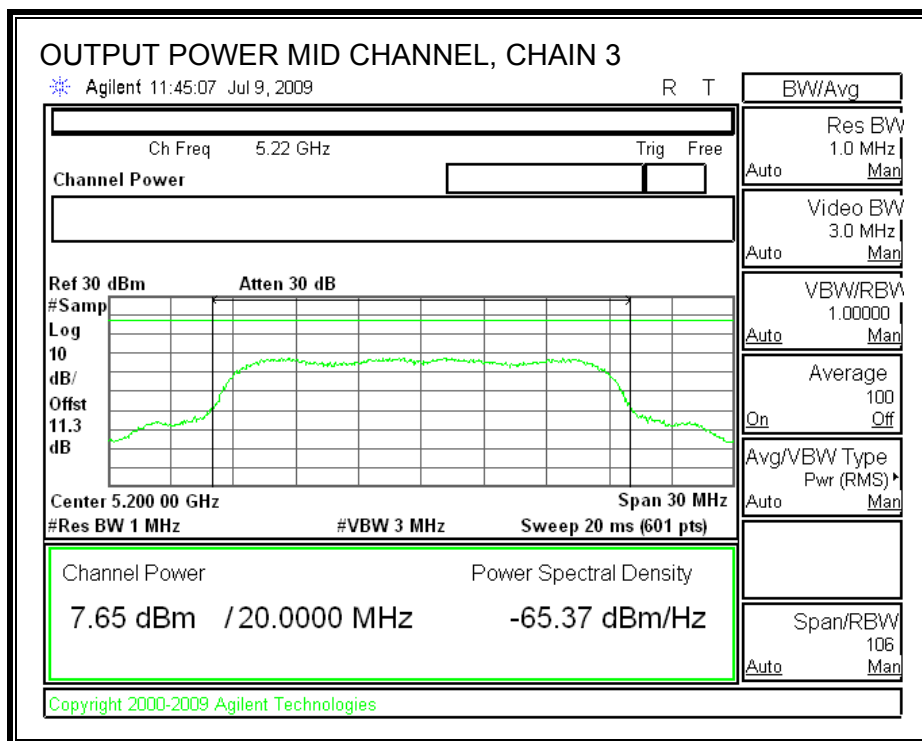 OUTPUT POWER MID CHANNEL, CHAIN 3
Agilent 11:45:07 Jul 9, 2009 R T
Ch Freq 5.22 GHz Trig Free
Channel Power
Ref 30 dBm Atten 30 dB
#Samp
Log
10
dB/
Offst
11.3
dB
Center 5.200 00 GHz Span 30 MHz
#Res BW 1 MHz #VBW 3 MHz Sweep 20 ms (601 pts)
Channel Power Power Spectral Density
7.65 dBm /20.0000 MHz -65.37 dBm/Hz
Copyright 2000-2009 Agilent Technologies
BW/Avg
Res BW
1.0 MHz
Auto Man
Video BW
3.0 MHz
Auto Man
VBW/RBW
1.00000
Auto Man
Average
100
On Off
Avg/VBW Type
Pwr (RMS)
Auto Man
Span/RBW
106
Auto Man